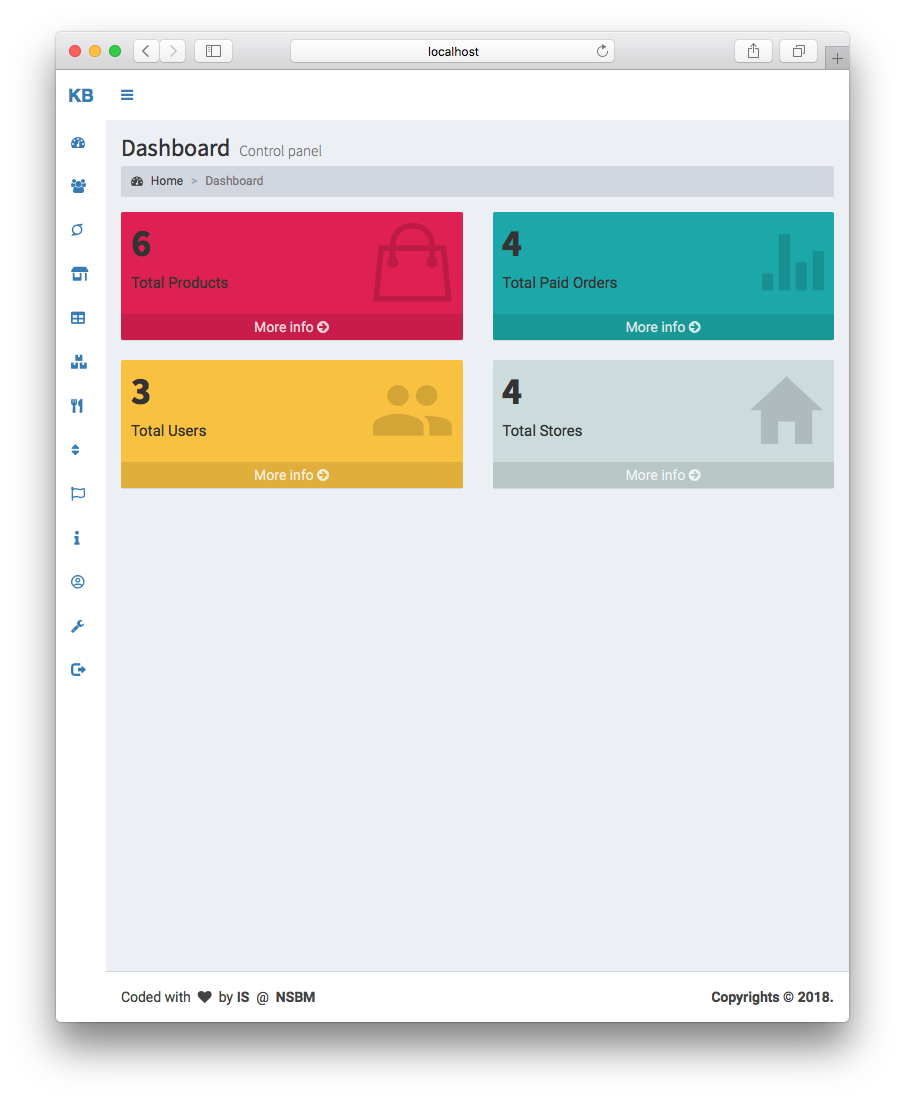 localhost
KB
Dashboard Control panel
Home > Dashboard
6
Total Products
More info
4
Total Paid Orders
More info
3
Total Users
More info
4
Total Stores
More info
Coded with ♥ by IS @ NSBM
Copyrights © 2018.